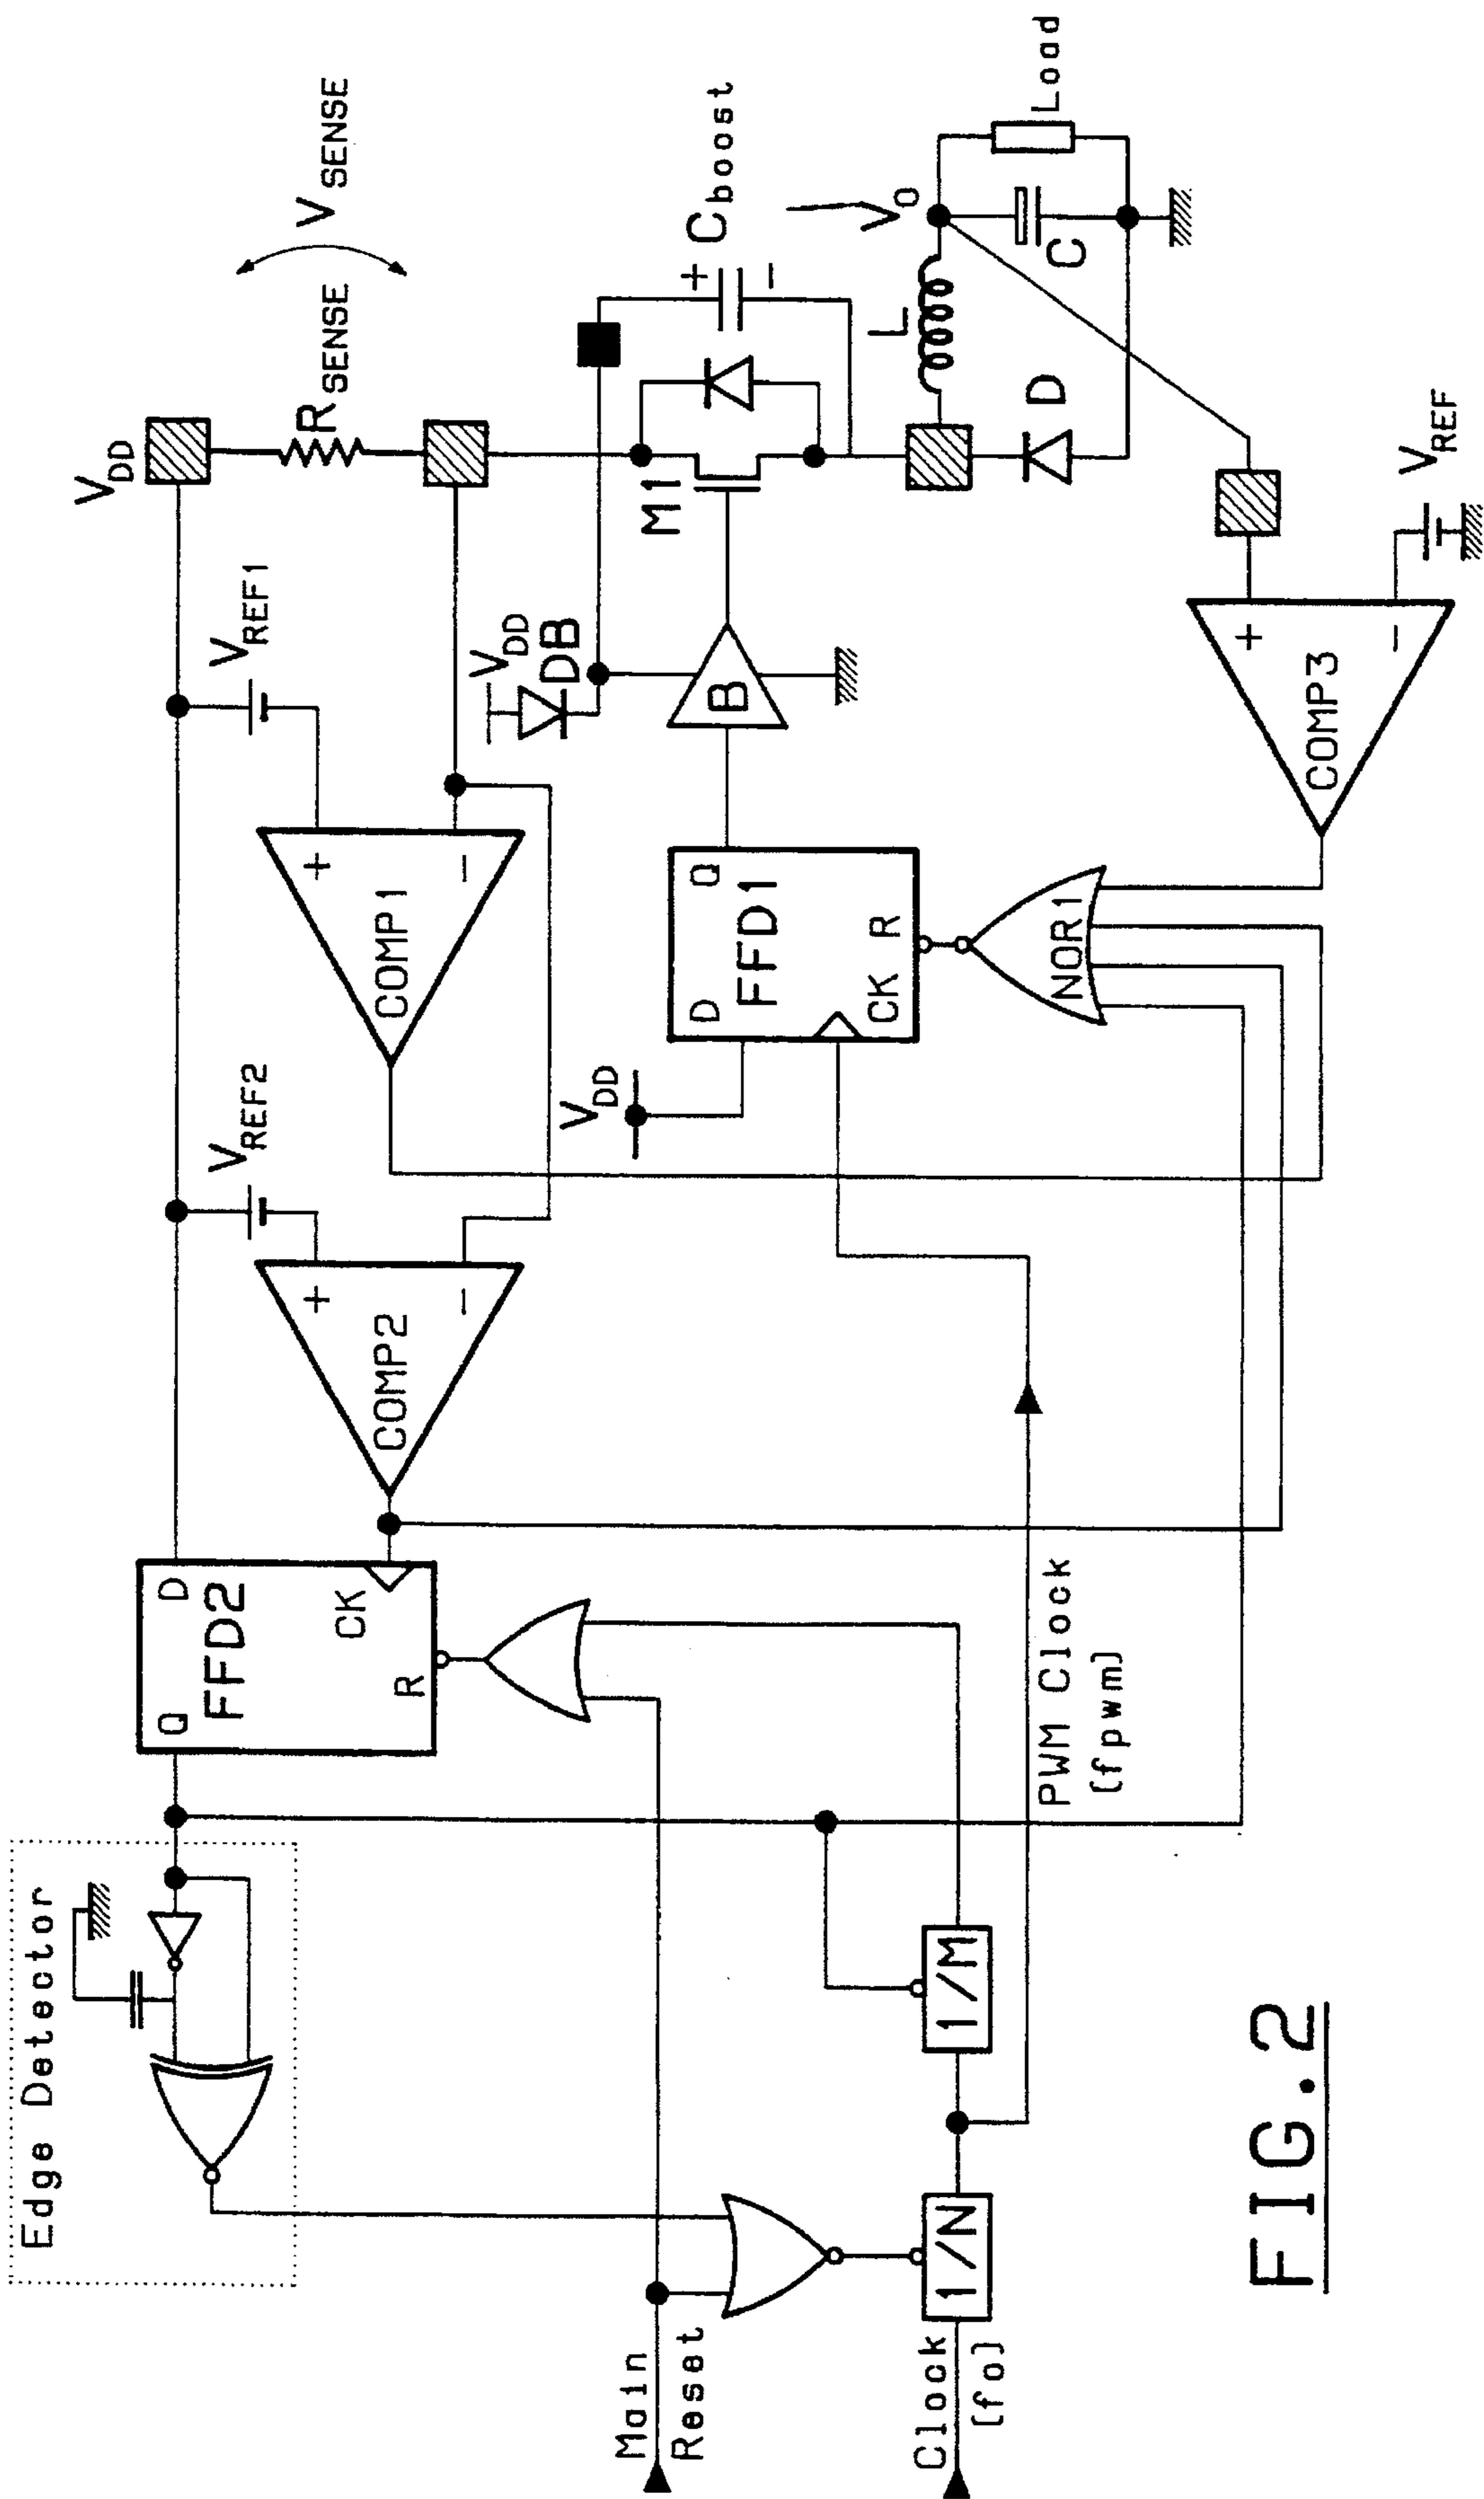 Edge Detector
Q
D
FFD2
R
CK
VREF2
VREF1
VDD
+
-
COMP2
+
-
COMP1
RSENSE
VSENSE
VDD
DB
VDD
D
Q
FFD1
CK
R
B
M1
+
-
Cboost
NOR1
L
VO
D
C
Load
Main
Reset
Clock
(fo)
1/N
1/M
PWM Clock
(fpwm)
COMP3
+
-
VREF
FIG.2